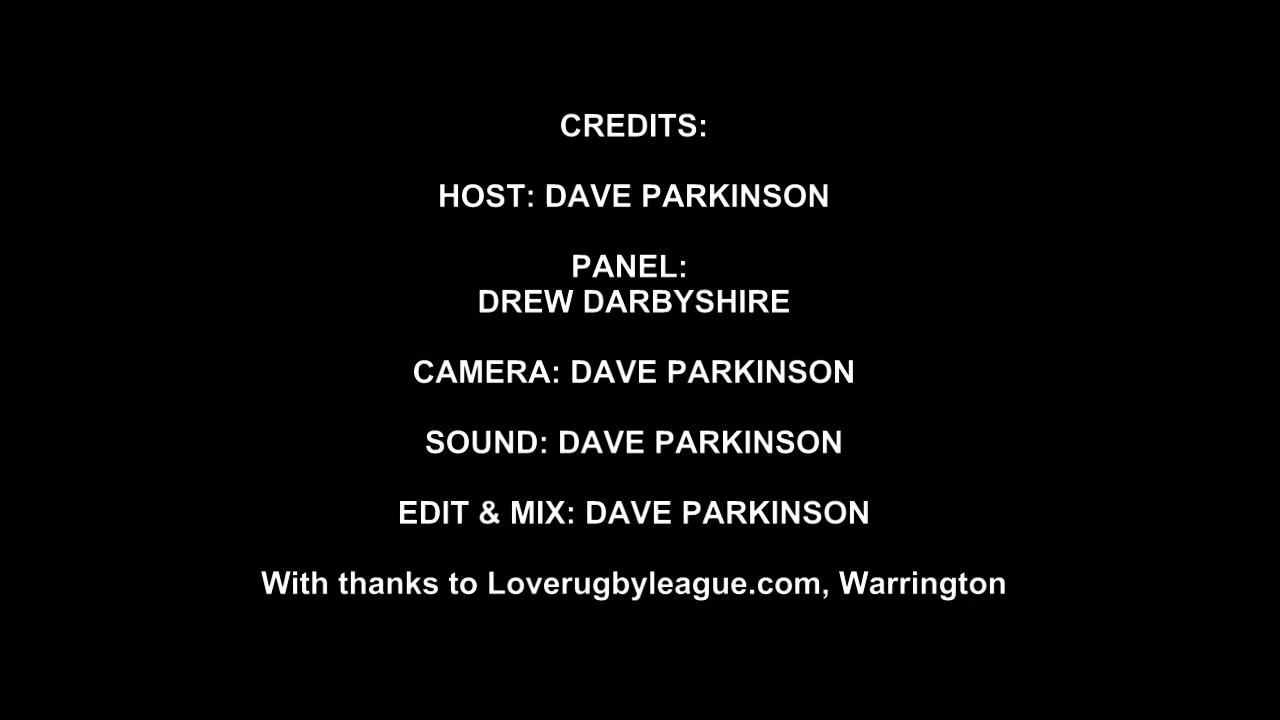 CREDITS:
HOST: DAVE PARKINSON
PANEL:
DREW DARBYSHIRE
CAMERA: DAVE PARKINSON
SOUND: DAVE PARKINSON
EDIT & MIX: DAVE PARKINSON
With thanks to Loverugbyleague.com, Warrington